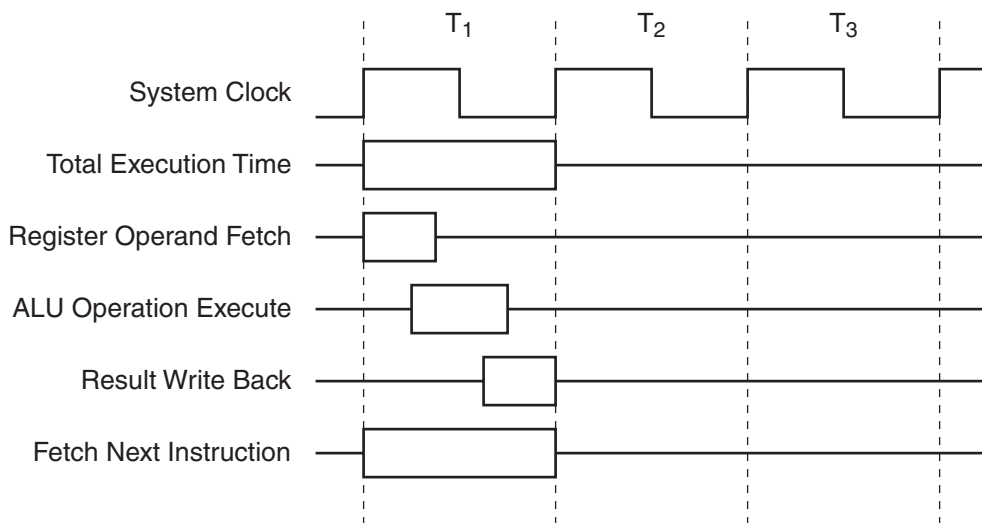 T1 T2 T3
System Clock
Total Execution Time
Register Operand Fetch
ALU Operation Execute
Result Write Back
Fetch Next Instruction